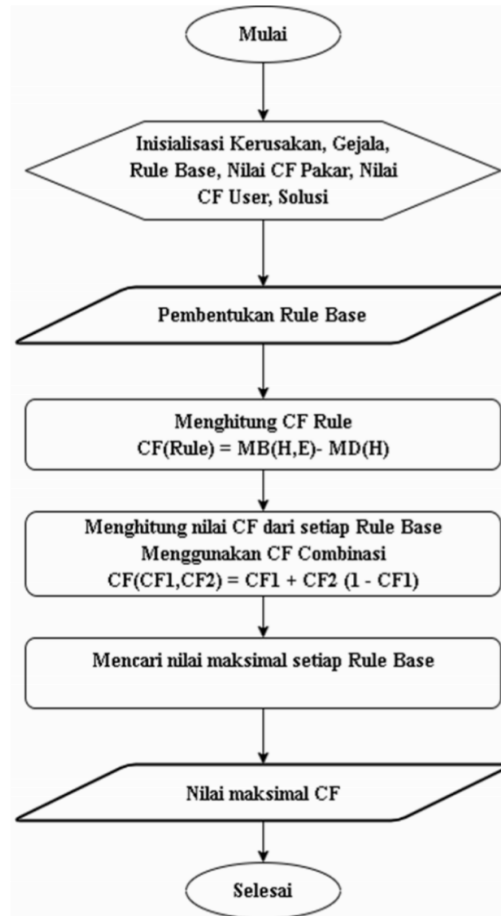 Mulai
Inisialisasi Kerusakan, Gejala,
Rule Base, Nilai CF Pakar, Nilai
CF User, Solusi
Pembentukan Rule Base
Menghitung CF Rule
CF(Rule) = MB(H,E)- MD(H)
Menghitung nilai CF dari setiap Rule Base
Menggunakan CF Combinasi
CF(CF1,CF2) = CF1 + CF2 (1 - CF1)
Mencari nilai maksimal setiap Rule Base
Nilai maksimal CF
Selesai